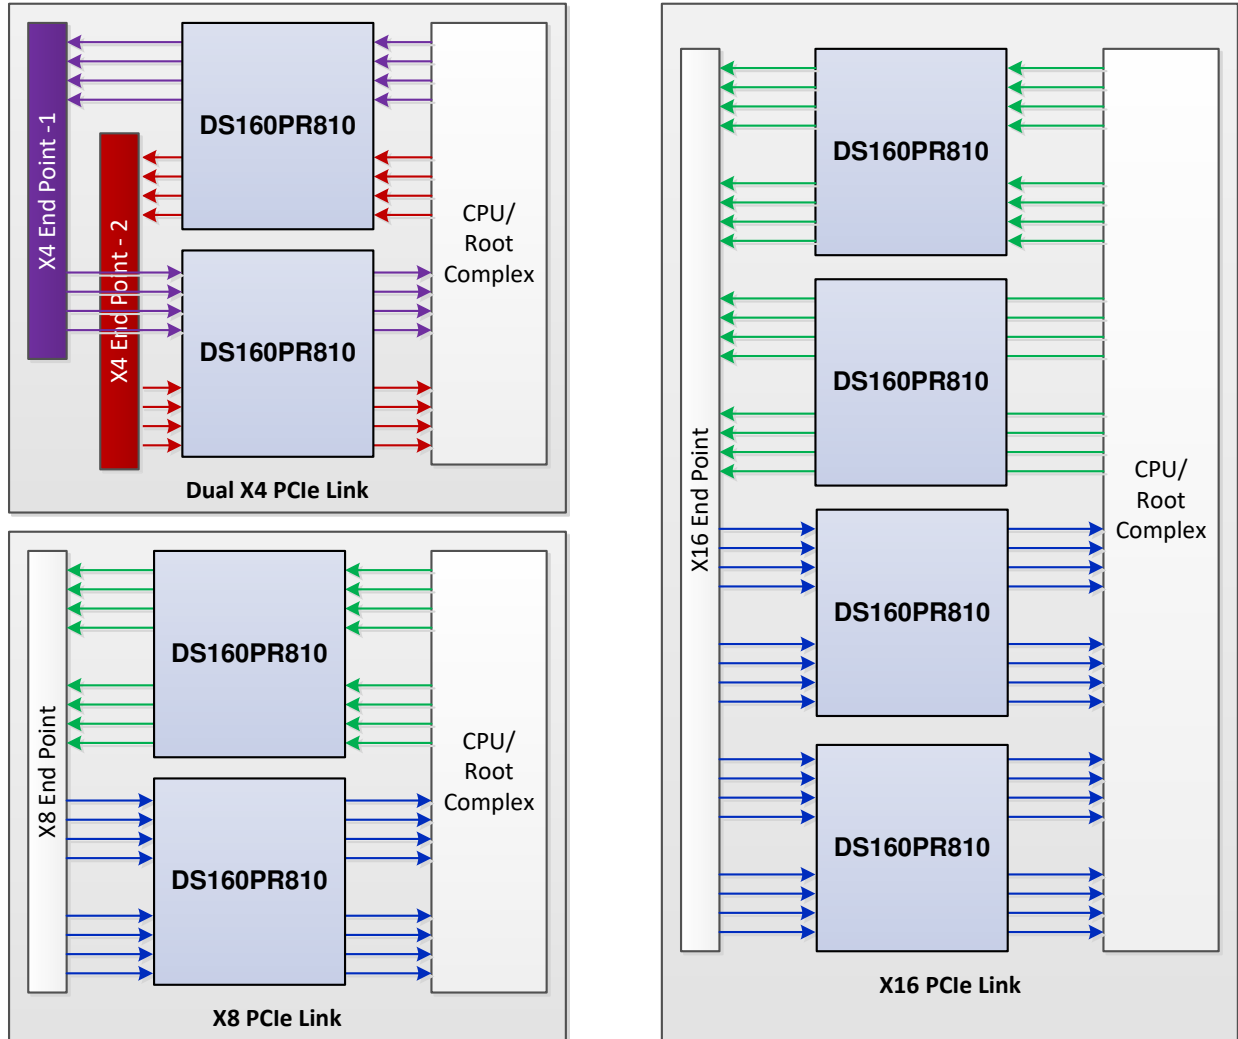 X4 End Point -1
X4 End Point - 2
DS160PR810
DS160PR810
CPU/
Root
Complex
Dual X4 PCIe Link
X8 End Point
DS160PR810
DS160PR810
CPU/
Root
Complex
X8 PCIe Link
X16 End Point
DS160PR810
DS160PR810
DS160PR810
DS160PR810
CPU/
Root
Complex
X16 PCIe Link